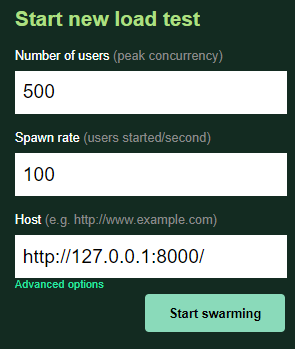 Start new load test
Number of users (peak concurrency)
500
Spawn rate (users started/second)
100
Host (e.g. http://www.example.com)
http://127.0.0.1:8000/
Advanced options
Start swarming